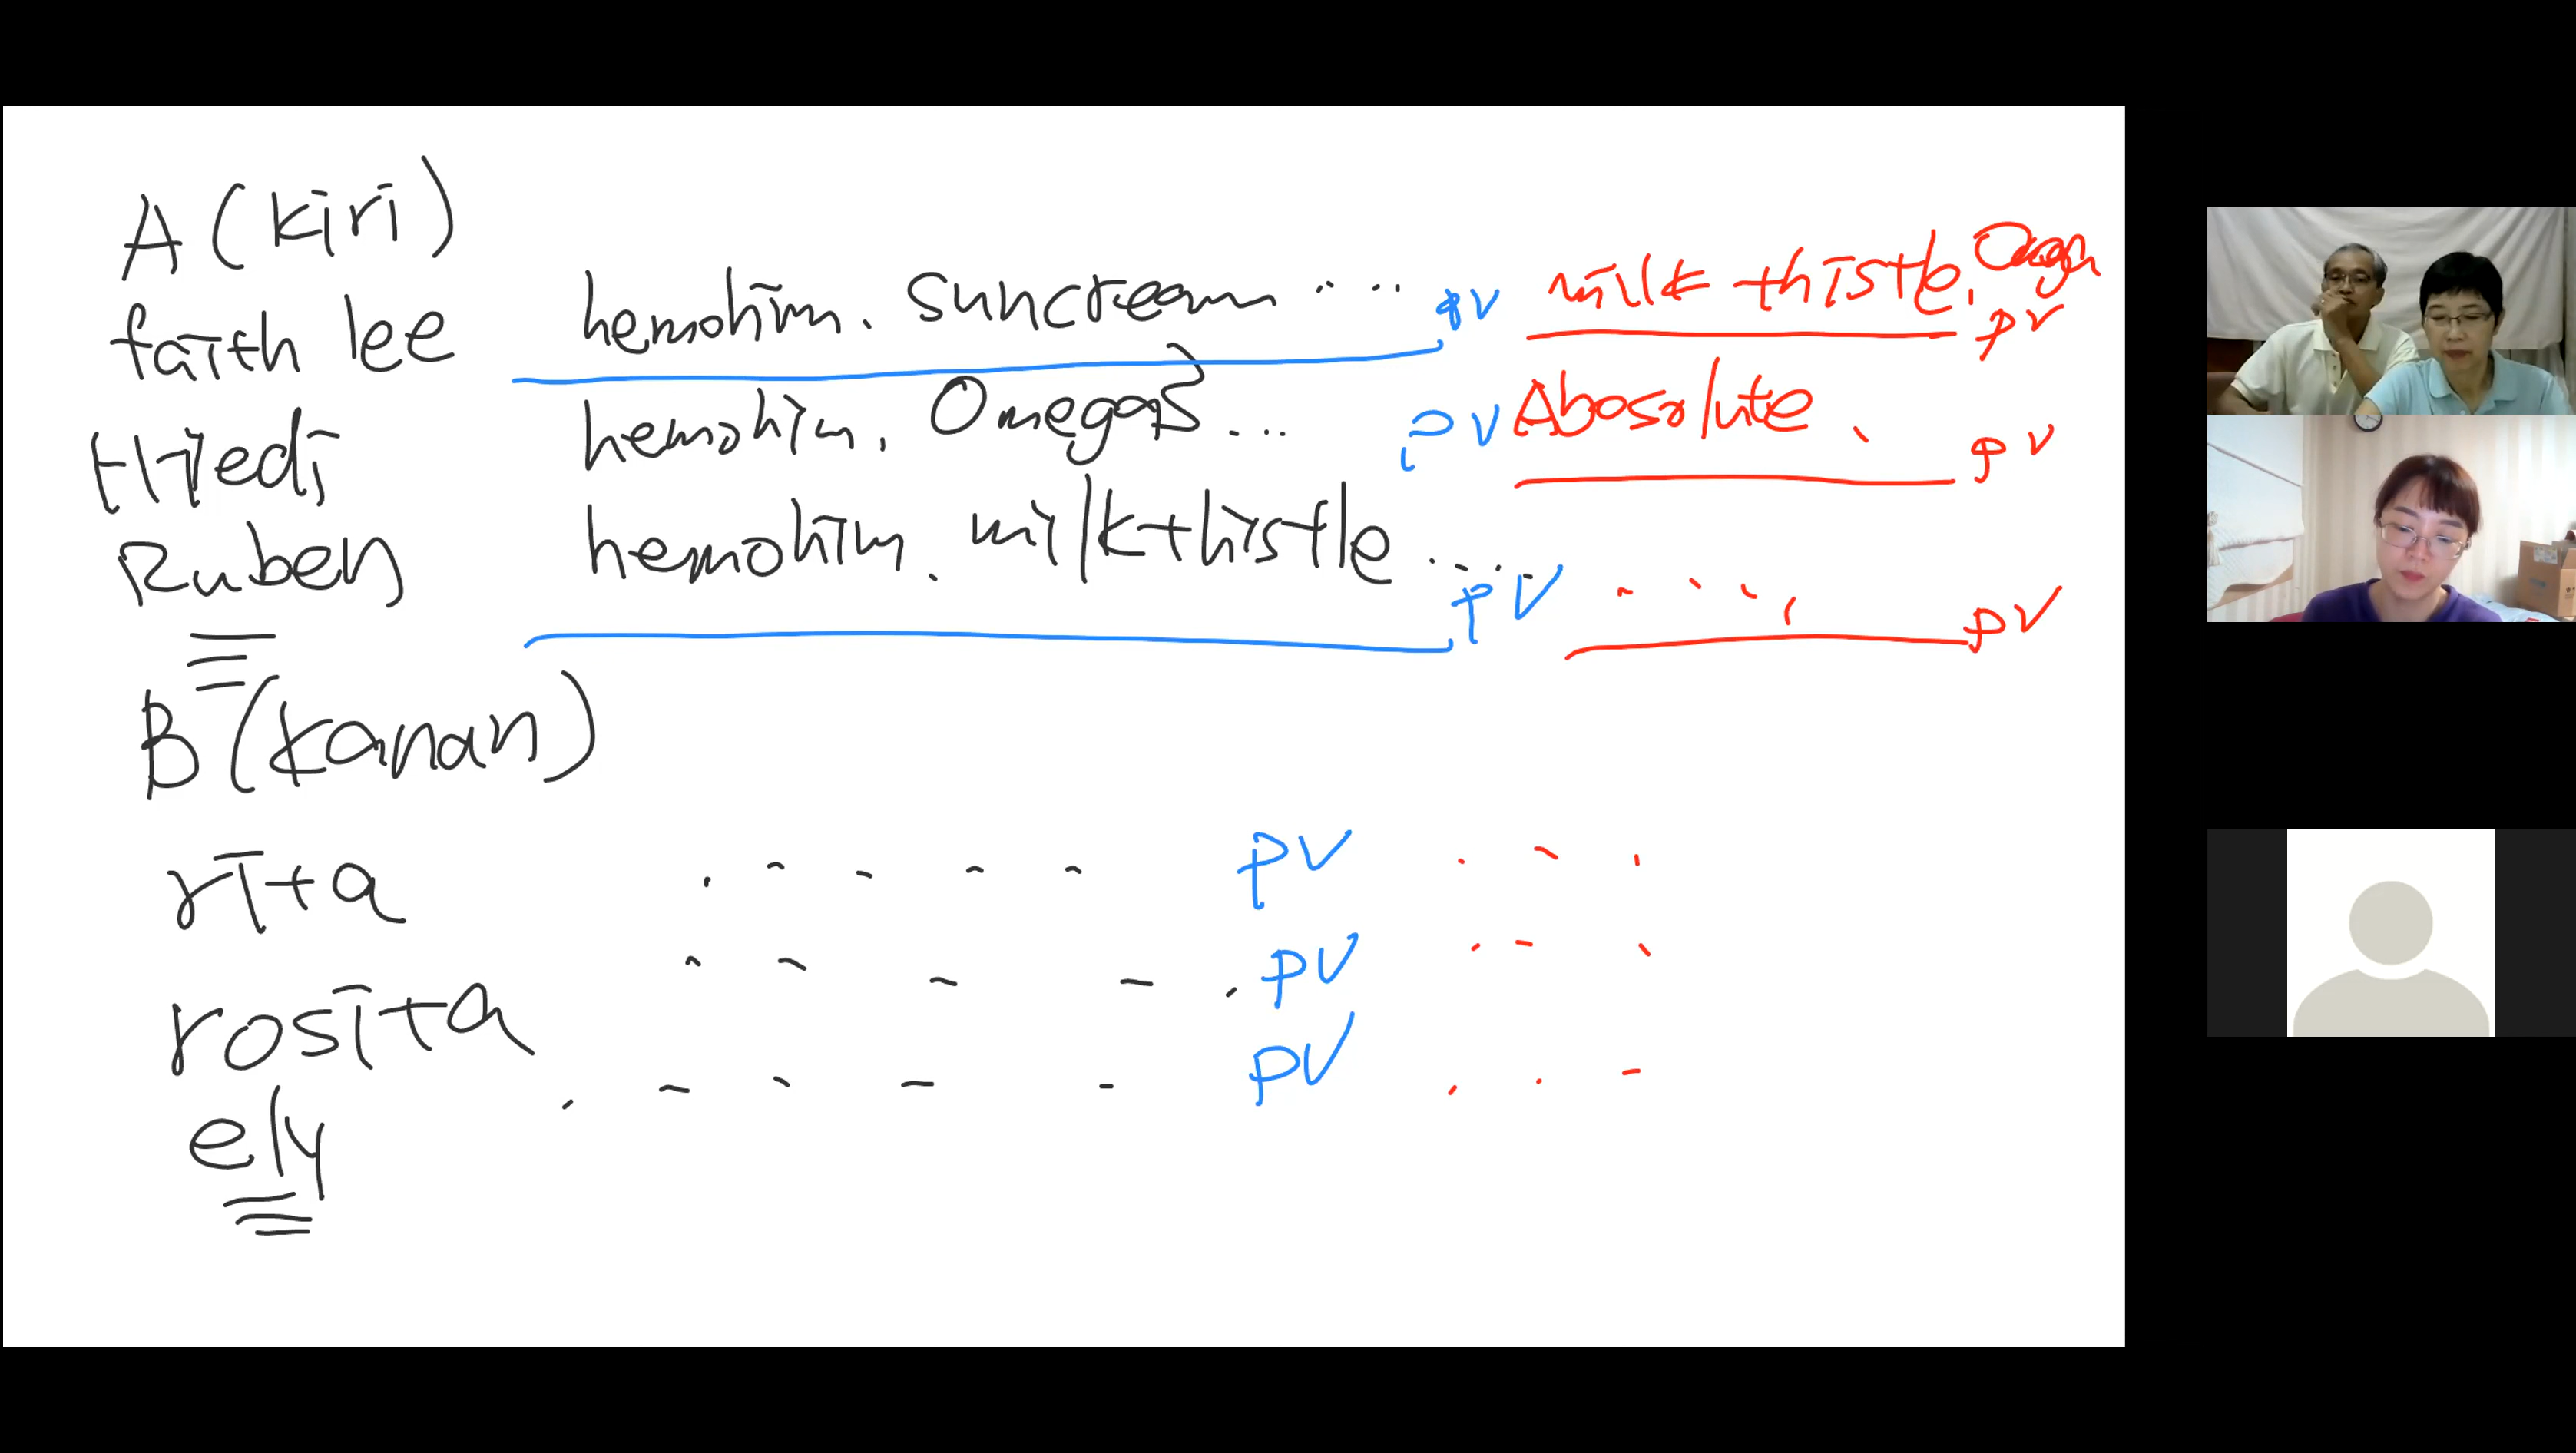 A (kiri)
faith lee hemohim. suncream .... pv milk thistle. pv
Hiedi hemohim. Omega3 ... pv Abosolute pv
Ruben hemohim. milkthistle ..... pv .... pv
B (kanan)
rita ..... pv ...
rosita ..... pv ...
ely ..... pv ...